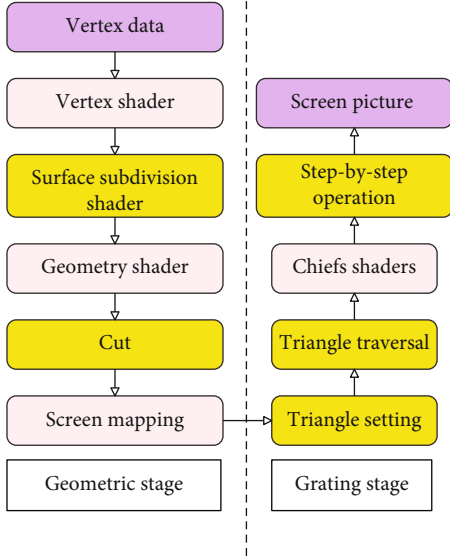 Vertex data
Vertex shader
Surface subdivision
shader
Geometry shader
Cut
Screen mapping
Geometric stage
Screen picture
Step-by-step
operation
Chiefs shaders
Triangle traversal
Triangle setting
Grating stage